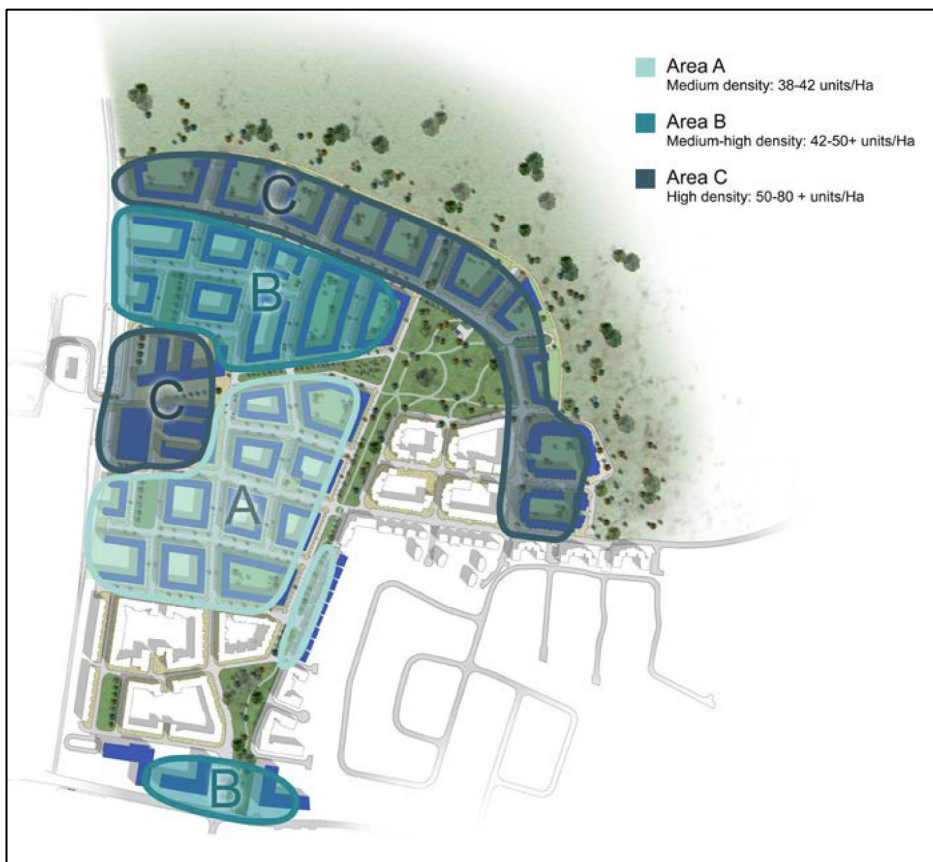 Area A
Medium density: 38-42 units/Ha
Area B
Medium-high density: 42-50+ units/Ha
Area C
High density: 50-80 + units/Ha
C
B
C
A
B